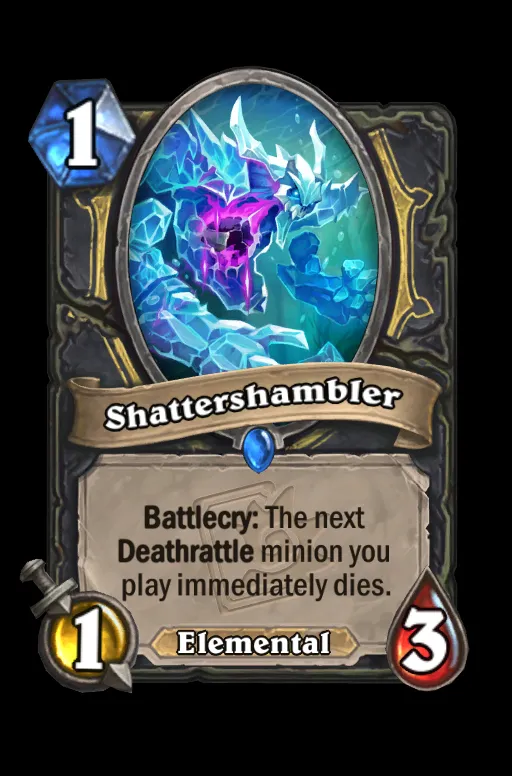 1
Shattershambler
Battlecry: The next
Deathrattle minion you
play immediately dies.
1
Elemental
3